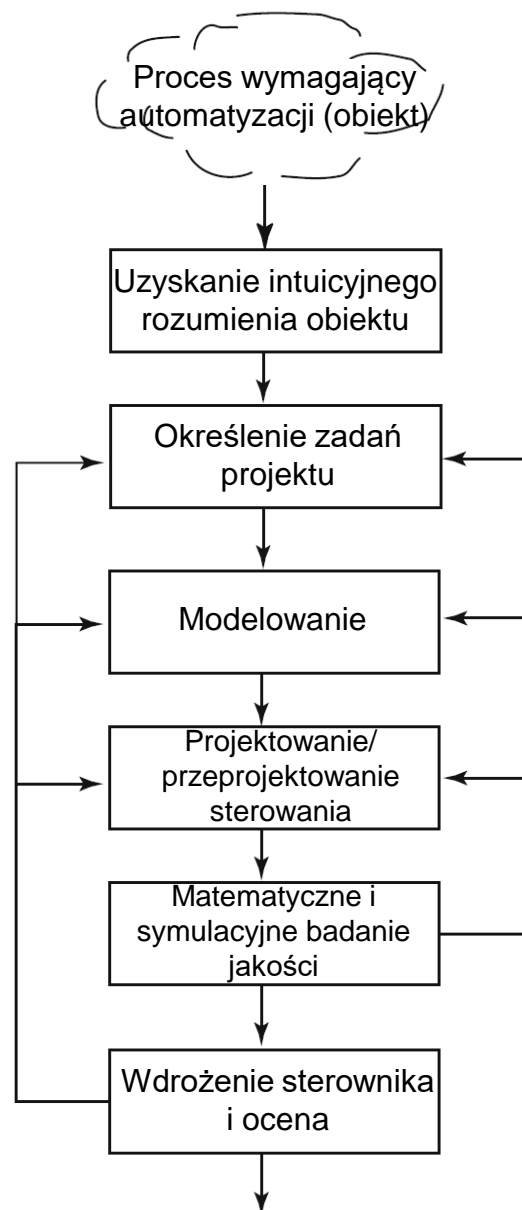 Proces wymagający
automatyzacji (obiekt)
Uzyskanie intuicyjnego
rozumienia obiektu
Określenie zadań
projektu
Modelowanie
Projektowanie/
przeprojektowanie
sterowania
Matematyczne i
symulacyjne badanie
jakości
Wdrożenie sterownika
i ocena